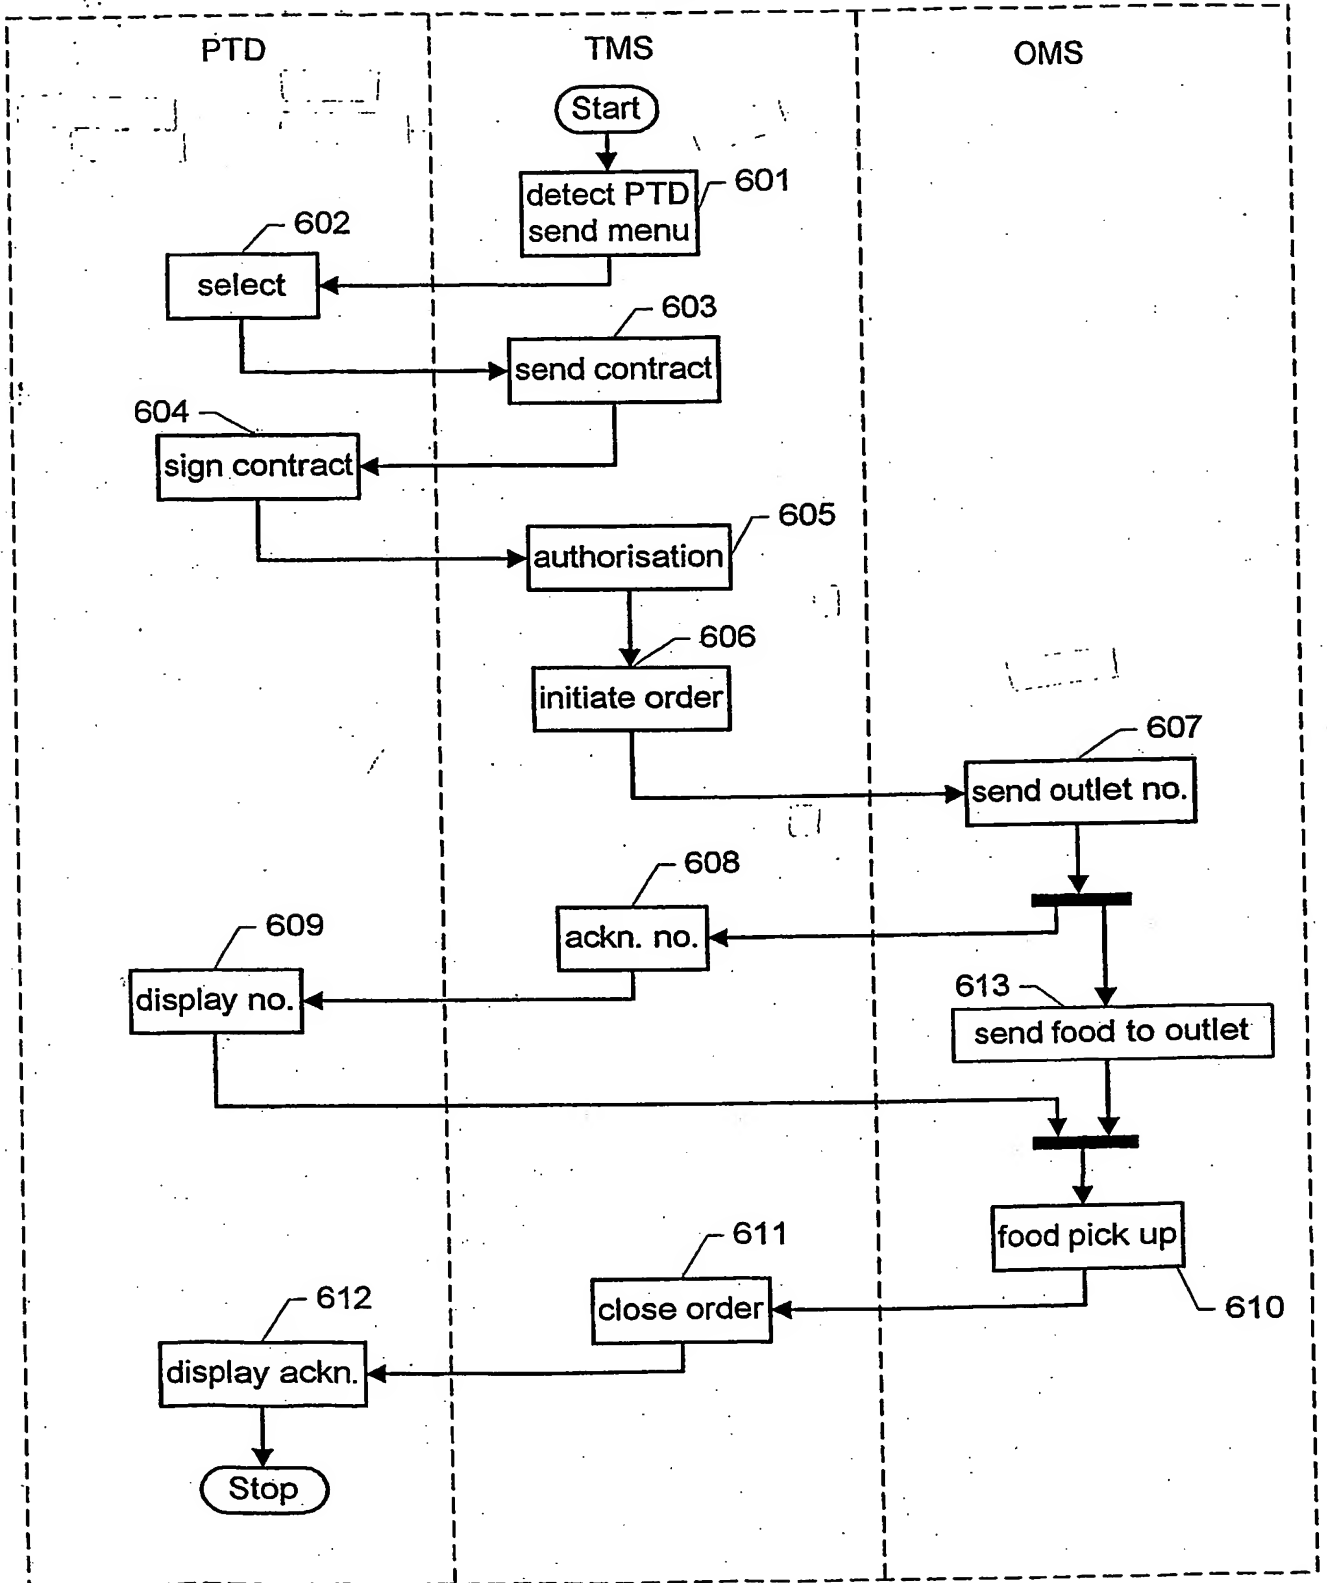 PTD
TMS
OMS
Start
detect PTD
send menu
601
602
select
603
send contract
604
sign contract
605
authorisation
606
initiate order
607
send outlet no.
608
ackn. no.
609
display no.
613
send food to outlet
food pick up
610
611
close order
612
display ackn.
Stop